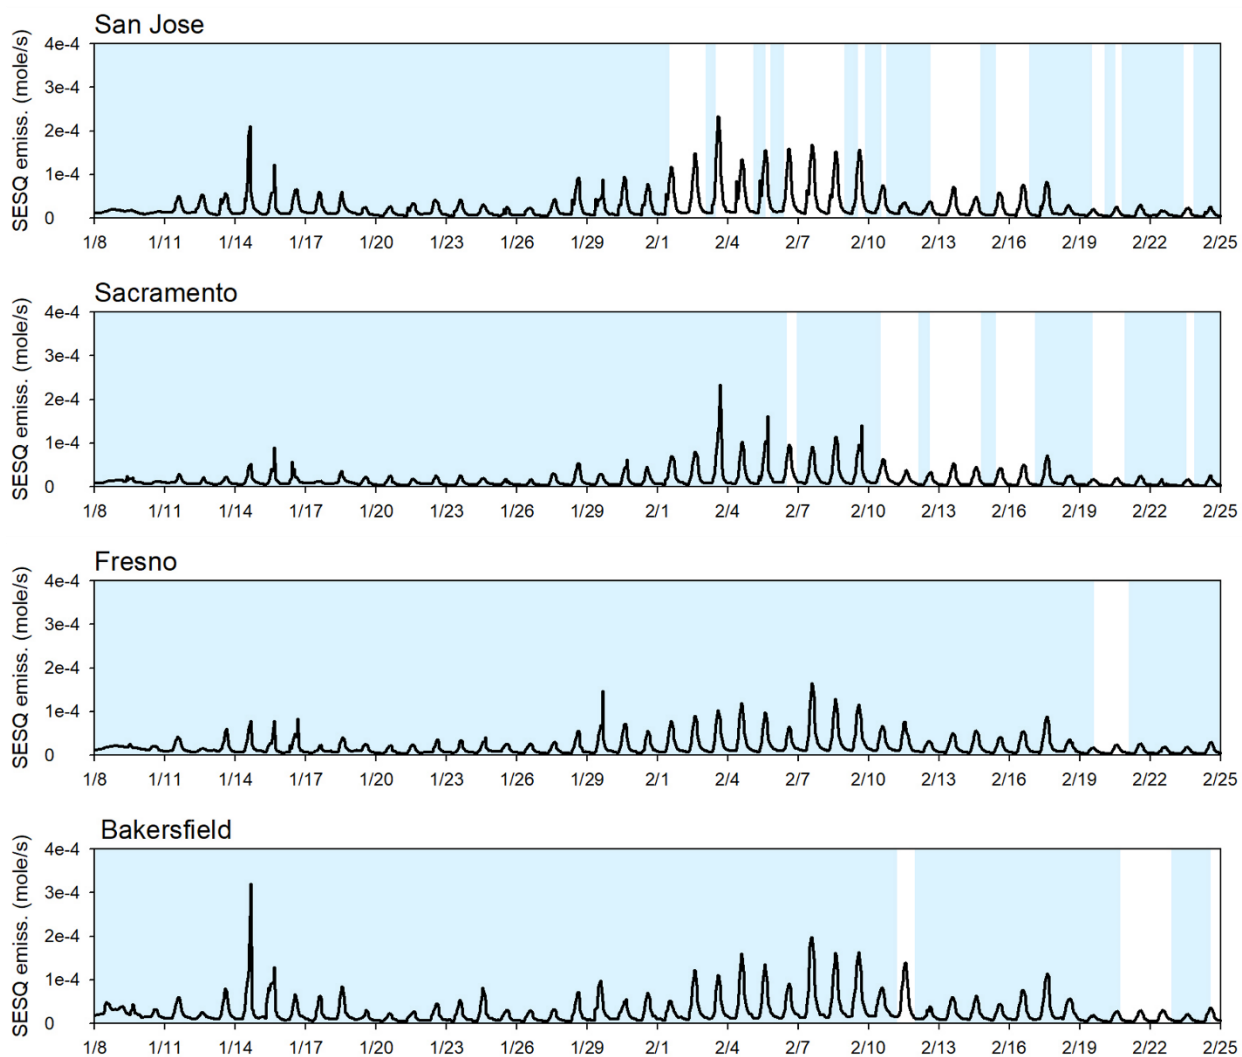 San Jose
SESQ emiss. (mole/s)
4e-4
3e-4
2e-4
1e-4
0
1/8 1/11 1/14 1/17 1/20 1/23 1/26 1/29 2/1 2/4 2/7 2/10 2/13 2/16 2/19 2/22 2/25
Sacramento
SESQ emiss. (mole/s)
4e-4
3e-4
2e-4
1e-4
0
1/8 1/11 1/14 1/17 1/20 1/23 1/26 1/29 2/1 2/4 2/7 2/10 2/13 2/16 2/19 2/22 2/25
Fresno
SESQ emiss. (mole/s)
4e-4
3e-4
2e-4
1e-4
0
1/8 1/11 1/14 1/17 1/20 1/23 1/26 1/29 2/1 2/4 2/7 2/10 2/13 2/16 2/19 2/22 2/25
Bakersfield
SESQ emiss. (mole/s)
4e-4
3e-4
2e-4
1e-4
0
1/8 1/11 1/14 1/17 1/20 1/23 1/26 1/29 2/1 2/4 2/7 2/10 2/13 2/16 2/19 2/22 2/25